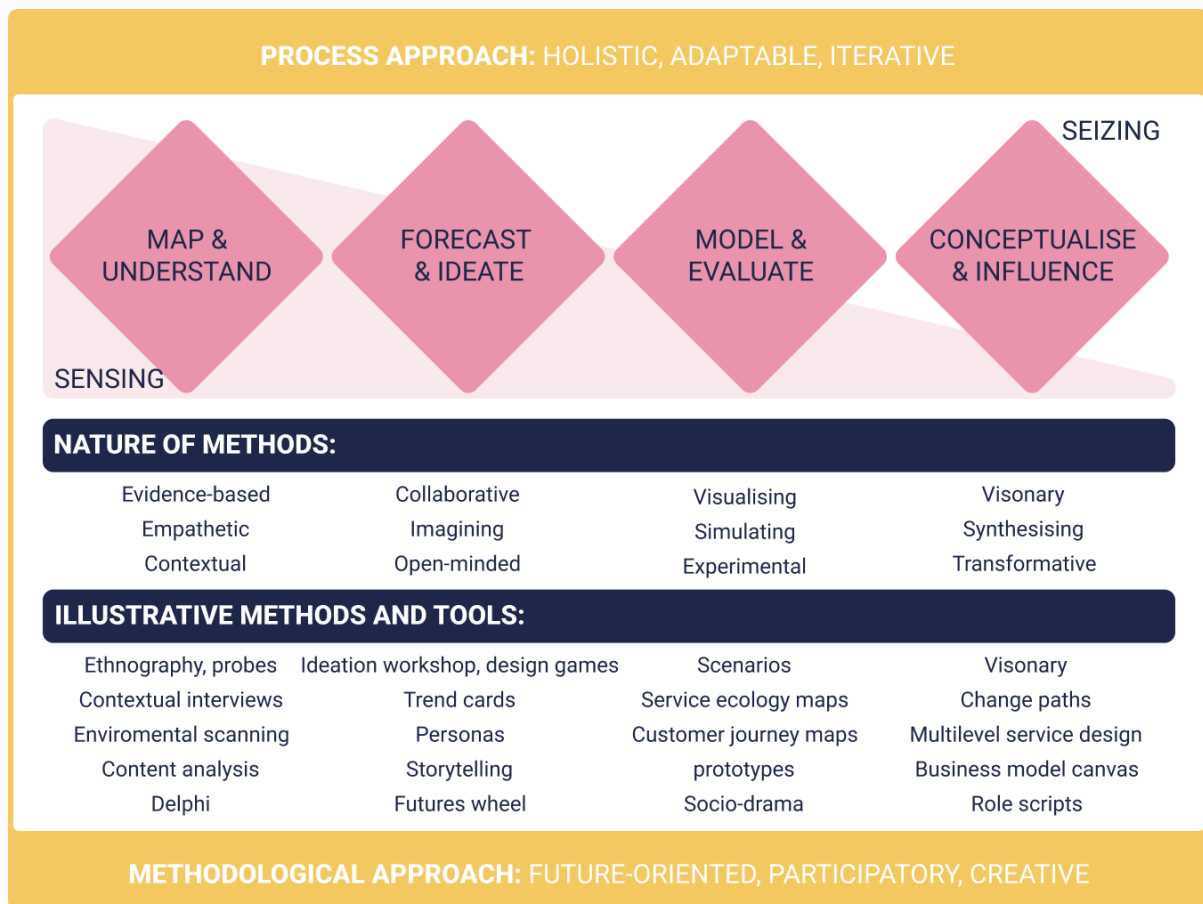 PROCESS APPROACH: HOLISTIC, ADAPTABLE, ITERATIVE
SEIZING
MAP &
UNDERSTAND
FORECAST
& IDEATE
MODEL &
EVALUATE
CONCEPTUALISE
& INFLUENCE
SENSING
NATURE OF METHODS:
Evidence-based
Empathetic
Contextual
Collaborative
Imagining
Open-minded
Visualising
Simulating
Experimental
Visonary
Synthesising
Transformative
ILLUSTRATIVE METHODS AND TOOLS:
Ethnography, probes
Contextual interviews
Enviromental scanning
Content analysis
Delphi
Ideation workshop, design games
Trend cards
Personas
Storytelling
Futures wheel
Scenarios
Service ecology maps
Customer journey maps
prototypes
Socio-drama
Visonary
Change paths
Multilevel service design
Business model canvas
Role scripts
METHODOLOGICAL APPROACH: FUTURE-ORIENTED, PARTICIPATORY, CREATIVE